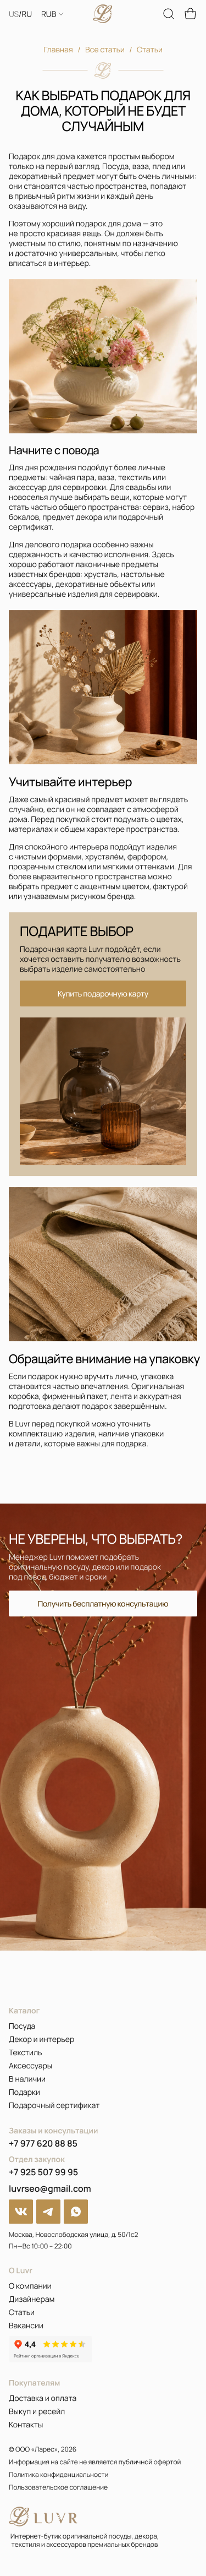 US/RU RUB
Главная / Все статьи / Статьи
КАК ВЫБРАТЬ ПОДАРОК ДЛЯ
ДОМА, КОТОРЫЙ НЕ БУДЕТ
СЛУЧАЙНЫМ
Подарок для дома кажется простым выбором
только на первый взгляд. Посуда, ваза, плед или
декоративный предмет могут быть очень личными:
они становятся частью пространства, попадают
в привычный ритм жизни и каждый день
оказываются на виду.
Поэтому хороший подарок для дома — это
не просто красивая вещь. Он должен быть
уместным по стилю, понятным по назначению
и достаточно универсальным, чтобы легко
вписаться в интерьер.
Начните с повода
Для дня рождения подойдут более личные
предметы: чайная пара, ваза, текстиль или
аксессуар для сервировки. Для свадьбы или
новоселья лучше выбирать вещи, которые могут
стать частью общего пространства: сервиз, набор
бокалов, предмет декора или подарочный
сертификат.
Для делового подарка особенно важны
сдержанность и качество исполнения. Здесь
хорошо работают лаконичные предметы
известных брендов: хрусталь, настольные
аксессуары, декоративные объекты или
универсальные изделия для сервировки.
Учитывайте интерьер
Даже самый красивый предмет может выглядеть
случайно, если он не совпадает с атмосферой
дома. Перед покупкой стоит подумать о цветах,
материалах и общем характере пространства.
Для спокойного интерьера подойдут изделия
с чистыми формами, хрусталём, фарфором,
прозрачным стеклом или мягкими оттенками. Для
более выразительного пространства можно
выбрать предмет с акцентным цветом, фактурой
или узнаваемым рисунком бренда.
ПОДАРИТЕ ВЫБОР
Подарочная карта Luvr подойдёт, если
хочется оставить получателю возможность
выбрать изделие самостоятельно
Купить подарочную карту
Обращайте внимание на упаковку
Если подарок нужно вручить лично, упаковка
становится частью впечатления. Оригинальная
коробка, фирменный пакет, лента и аккуратная
подготовка делают подарок завершённым.
В Luvr перед покупкой можно уточнить
комплектацию изделия, наличие упаковки
и детали, которые важны для подарка.
НЕ УВЕРЕНЫ, ЧТО ВЫБРАТЬ?
Менеджер Luvr поможет подобрать
оригинальную посуду, декор или подарок
под повод, бюджет и сроки
Получить бесплатную консультацию
Каталог
Посуда
Декор и интерьер
Текстиль
Аксессуары
В наличии
Подарки
Подарочный сертификат
Заказы и консультации
+7 977 620 88 85
Отдел закупок
+7 925 507 99 95
luvrseo@gmail.com
Москва, Новослободская улица, д. 50/1с2
Пн—Вс 10:00 – 22:00
О Luvr
О компании
Дизайнерам
Статьи
Вакансии
4,4
Рейтинг организации в Яндексе
Покупателям
Доставка и оплата
Выкуп и ресейл
Контакты
© ООО «Ларес», 2026
Информация на сайте не является публичной офертой
Политика конфиденциальности
Пользовательское соглашение
LUVR
Интернет-бутик оригинальной посуды, декора,
текстиля и аксессуаров премиальных брендов